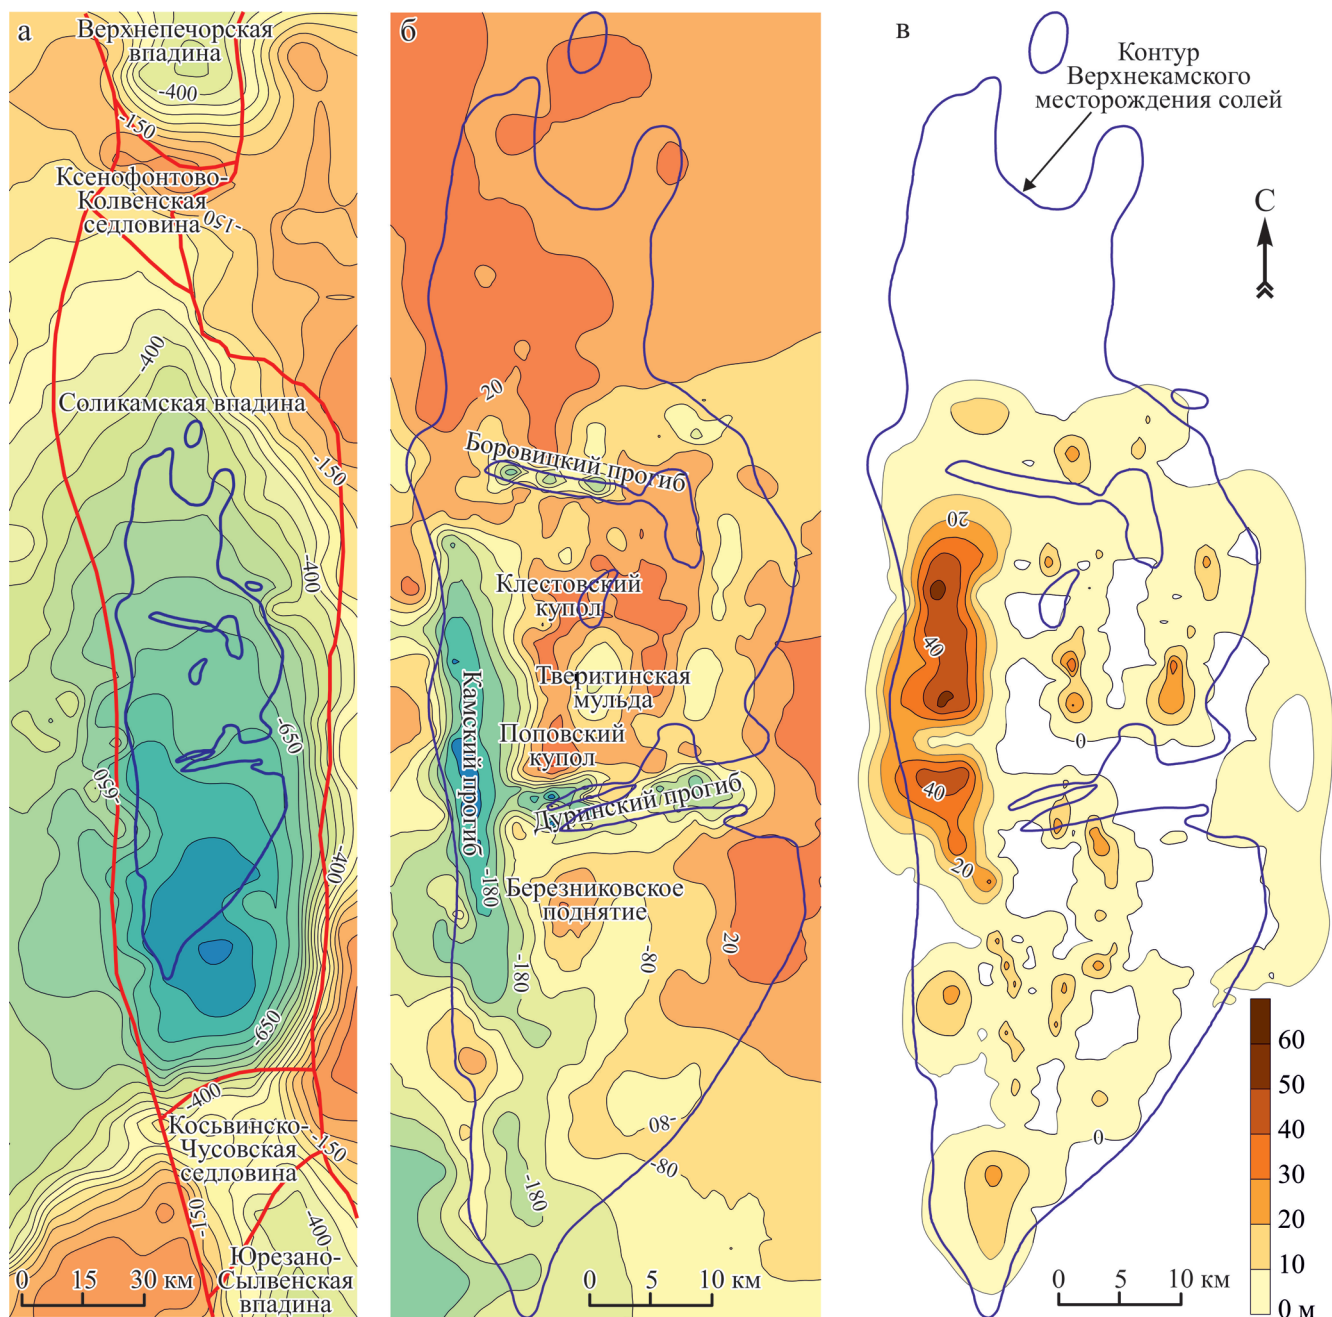 а
Верхнепечорская
впадина
-400
-150
Ксенофонтово-
Колвенская
седловина
-150
-400
Соликамская впадина
-150
-400
-650
-650
-400
-650
-400
Косьвинско-
Чусовская
седловина
-150
-150
-400
Юрезано-
Сылвенская
впадина
0 15 30 км
б
20
Боровицкий прогиб
Клестовский
купол
Тверитинская
мульда
Камский прогиб
Поповский
купол
Дуринский прогиб
-180
Березниковское
поднятие
20
-80
-180
-80
-80
-180
0 5 10 км
в
Контур
Верхнекамского
месторождения солей
С
20
40
0
40
20
0
0 5 10 км
60
50
40
30
20
10
0 м